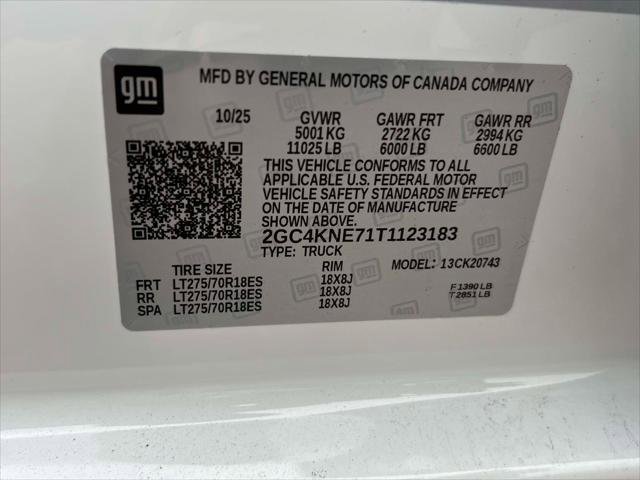 gm
MFD BY GENERAL MOTORS OF CANADA COMPANY
10/25 GVWR GAWR FRT GAWR RR
5001 KG 2722 KG 2994 KG
11025 LB 6000 LB 6600 LB
THIS VEHICLE CONFORMS TO ALL
APPLICABLE U.S. FEDERAL MOTOR
VEHICLE SAFETY STANDARDS IN EFFECT
ON THE DATE OF MANUFACTURE
SHOWN ABOVE.
2GC4KNE71T1123183
TYPE: TRUCK MODEL: 13CK20743
TIRE SIZE RIM
FRT LT275/70R18ES 18X8J
RR LT275/70R18ES 18X8J
SPA LT275/70R18ES 18X8J
F1390 LB
T2851 LB